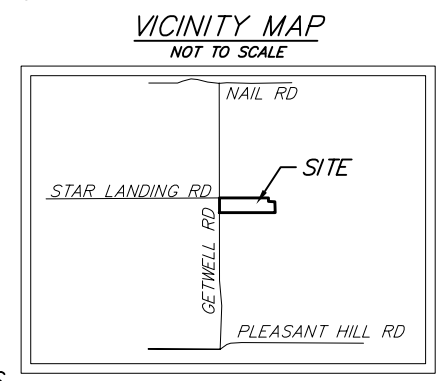 VICINITY MAP
NOT TO SCALE
NAIL RD
SITE
STAR LANDING RD
GETWELL RD
PLEASANT HILL RD